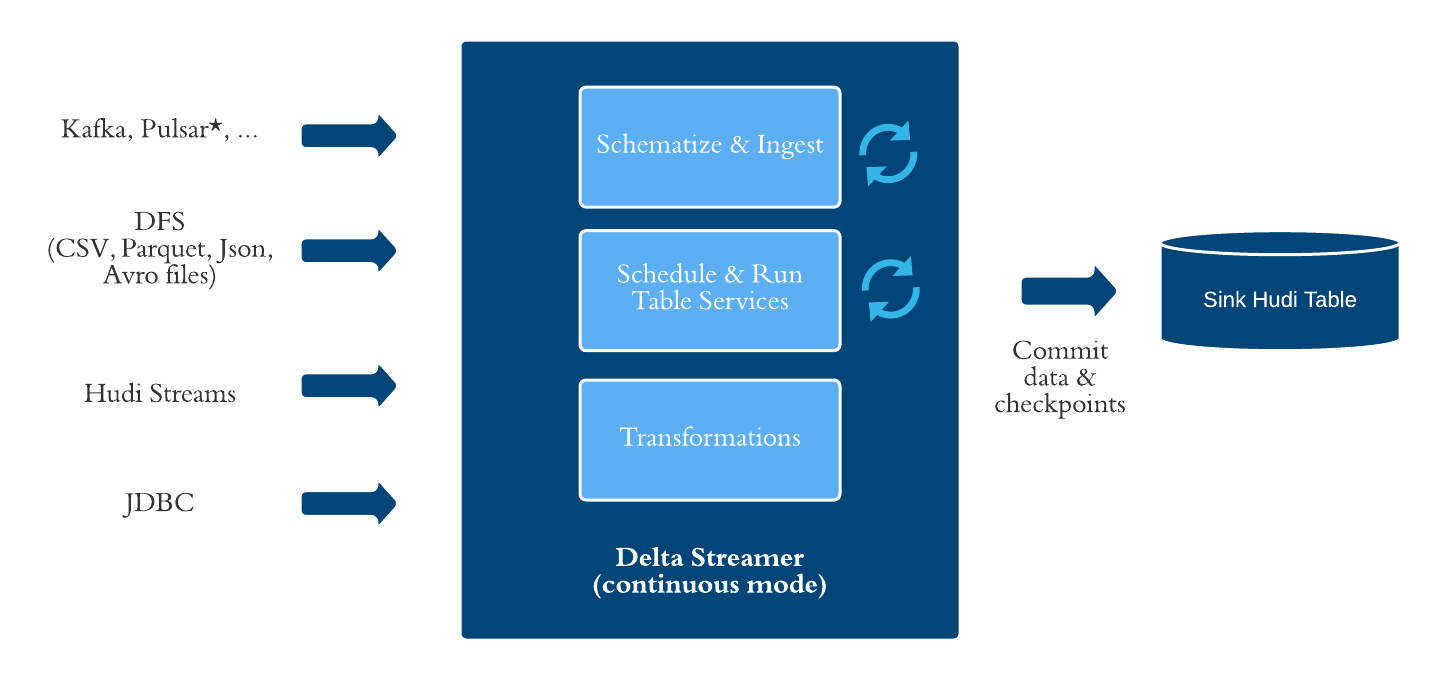 Kafka, Pulsar★, ...
DFS
(CSV, Parquet, Json,
Avro files)
Hudi Streams
JDBC
Schematize & Ingest
Schedule & Run
Table Services
Transformations
Delta Streamer
(continuous mode)
Commit
data &
checkpoints
Sink Hudi Table